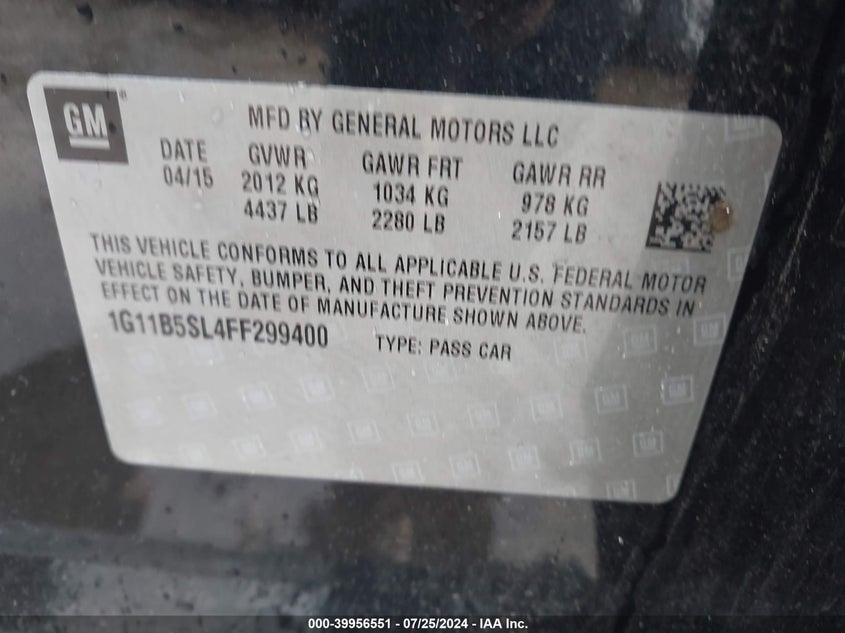 GM
MFD BY GENERAL MOTORS LLC
DATE GVWR GAWR FRT GAWR RR
04/15 2012 KG 1034 KG 978 KG
4437 LB 2280 LB 2157 LB
THIS VEHICLE CONFORMS TO ALL APPLICABLE U.S. FEDERAL MOTOR
VEHICLE SAFETY, BUMPER, AND THEFT PREVENTION STANDARDS IN
EFFECT ON THE DATE OF MANUFACTURE SHOWN ABOVE.
1G11B5SL4FF299400 TYPE: PASS CAR
000-39956551 - 07/25/2024 - IAA Inc.